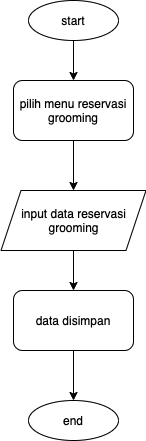 start
pilih menu reservasi
grooming
input data reservasi
grooming
data disimpan
end